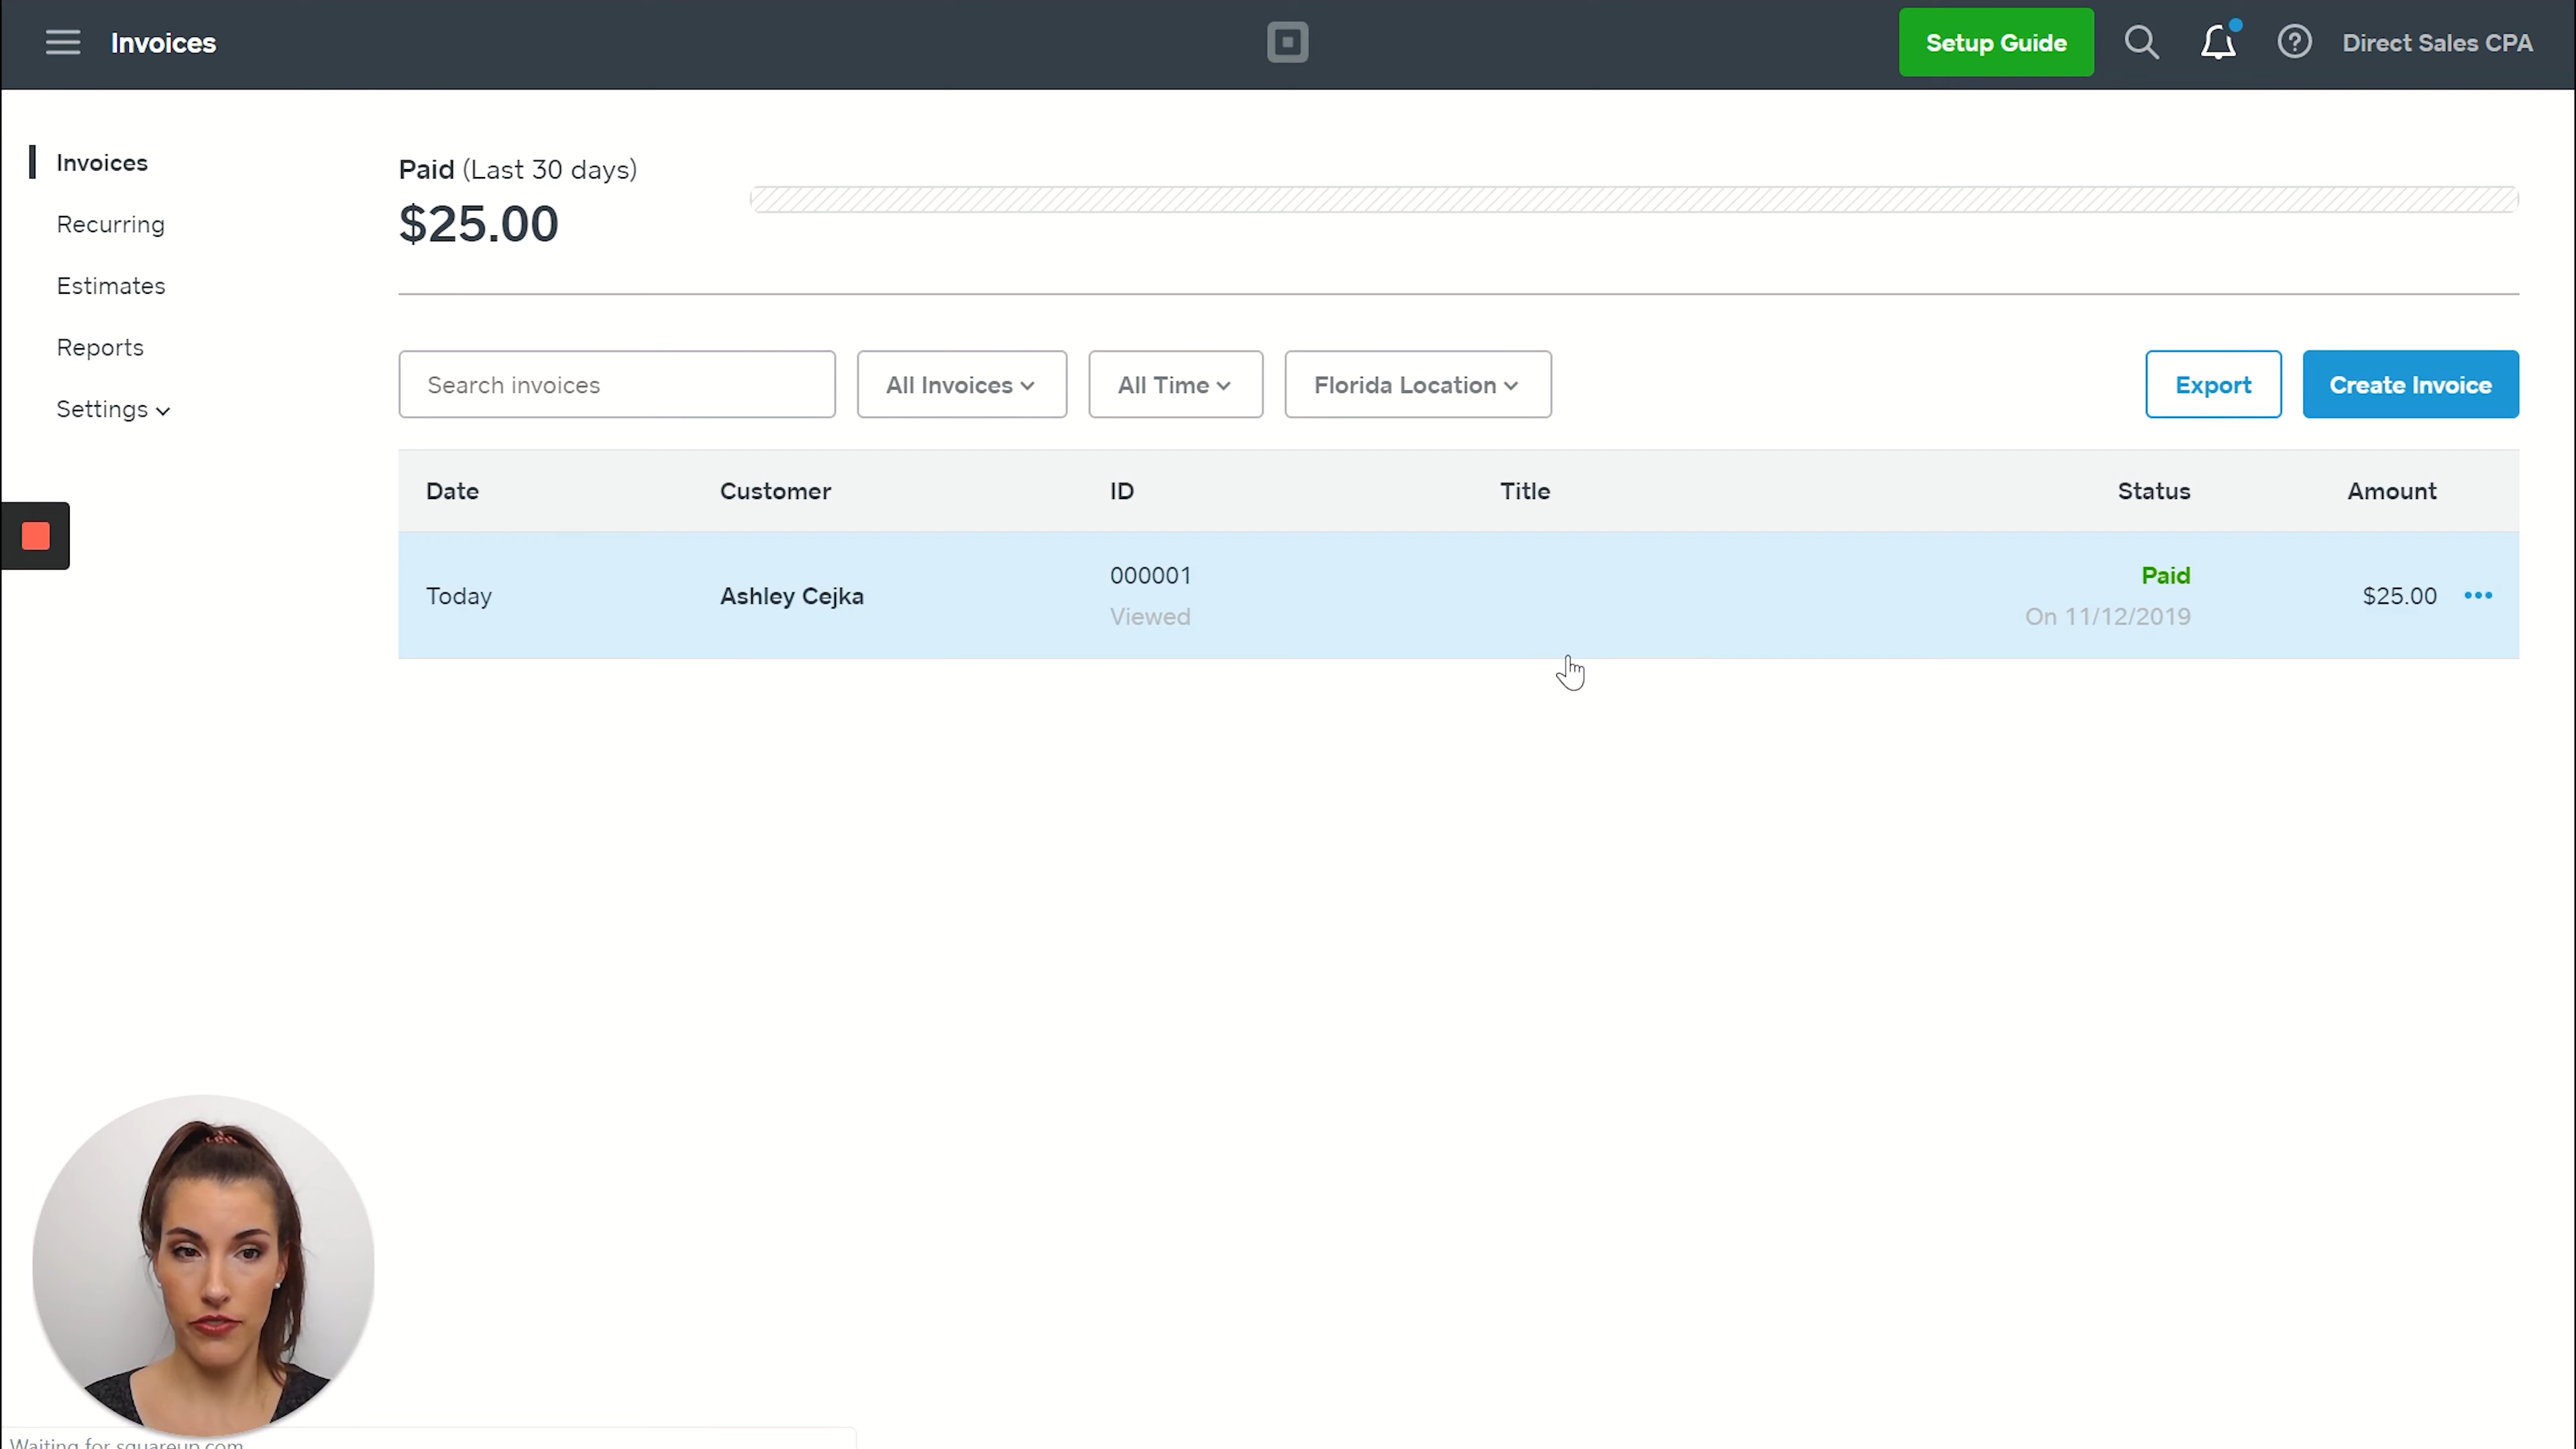 Invoices
Setup Guide
Direct Sales CPA
Invoices
Recurring
Estimates
Reports
Settings
Paid (Last 30 days)
$25.00
Search invoices
All Invoices
All Time
Florida Location
Export
Create Invoice
Date Customer ID Title Status Amount
Today Ashley Cejka 000001 Paid $25.00
Viewed On 11/12/2019
Waiting for squareup.com